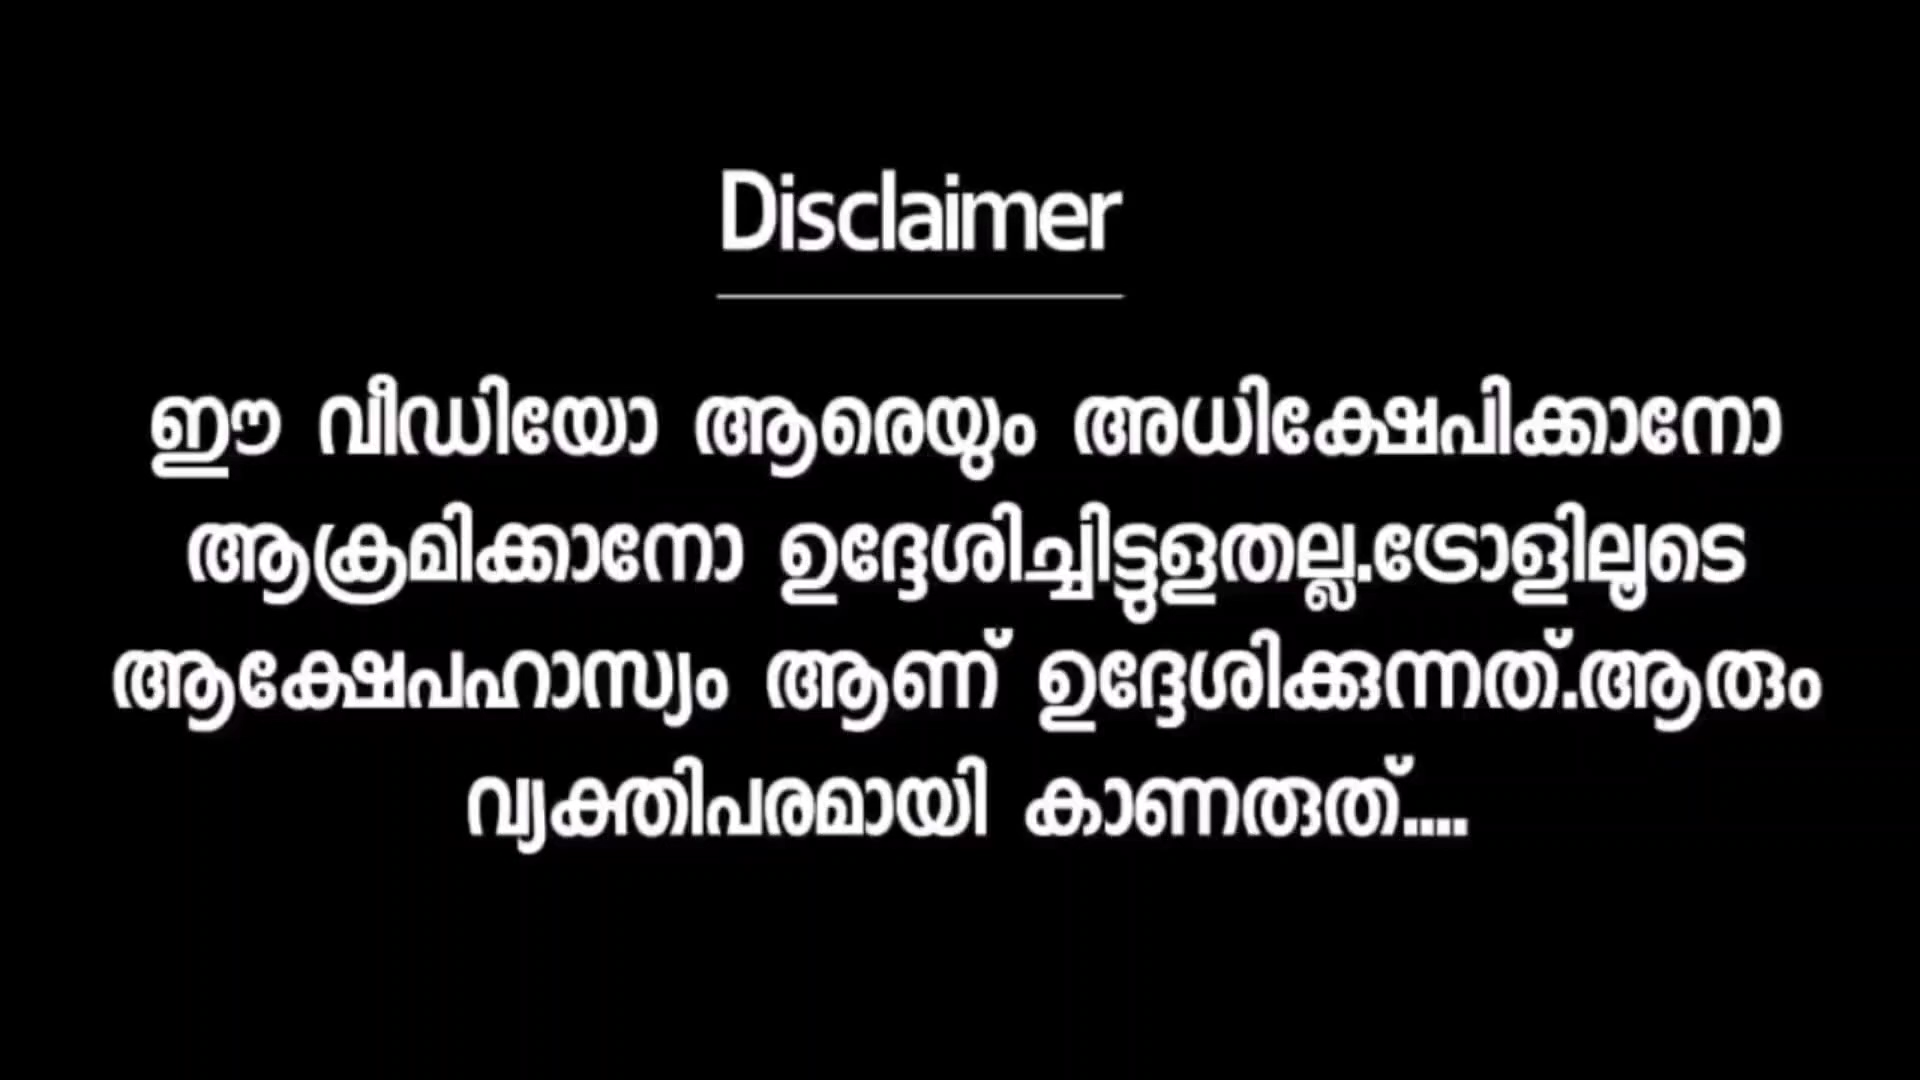 Disclaimer
ഈ വീഡിയോ ആരെയും അധിക്ഷേപിക്കാനോ
ആക്രമിക്കാനോ ഉദ്ദേശിച്ചിട്ടുളതല്ല.ട്രോളിലൂടെ
ആക്ഷേപഹാസ്യം ആണ് ഉദ്ദേശിക്കുന്നത്.ആരും
വ്യക്തിപരമായി കാണരുത്....